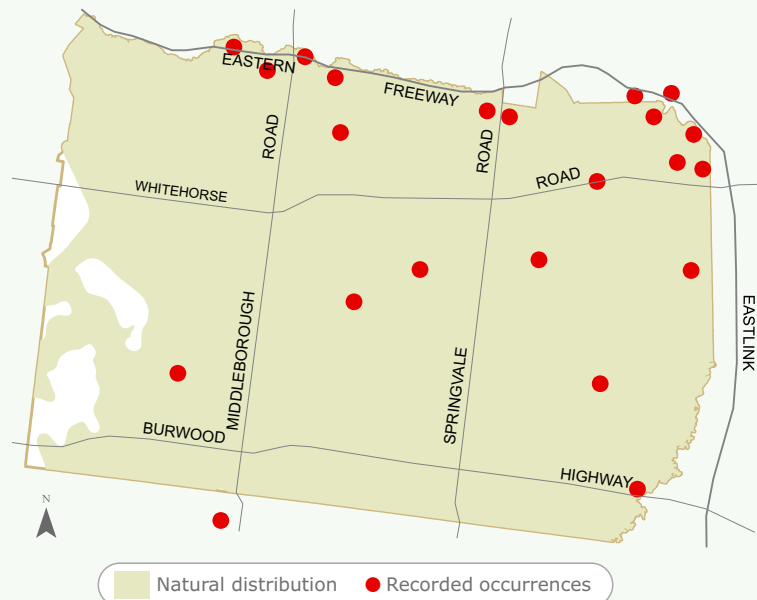 EASTERN
FREEWAY
ROAD
ROAD
WHITEHORSE
ROAD
MIDDLEBOROUGH
SPRINGVALE
EASTLINK
BURWOOD
HIGHWAY
N
Natural distribution
Recorded occurrences